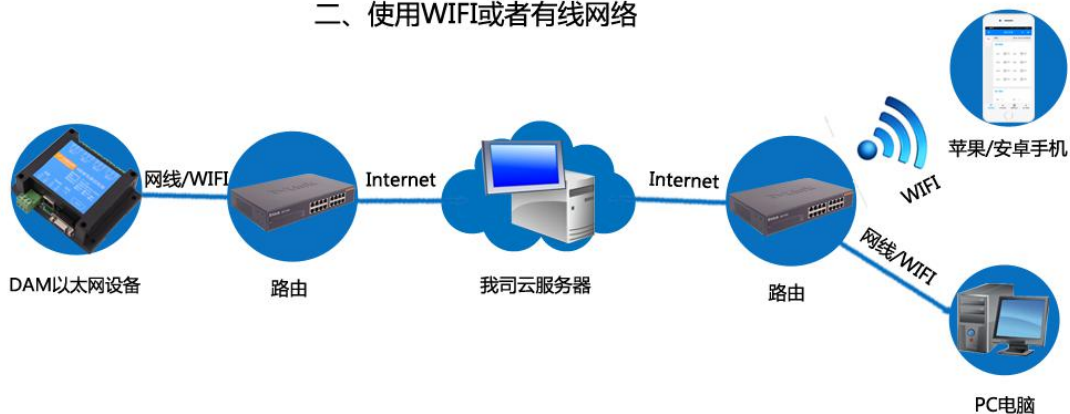 二、使用WIFI或者有线网络
苹果/安卓手机
网线/WIFI
Internet
Internet
WIFI
DAM以太网设备
路由
我司云服务器
路由
网线/WIFI
PC电脑